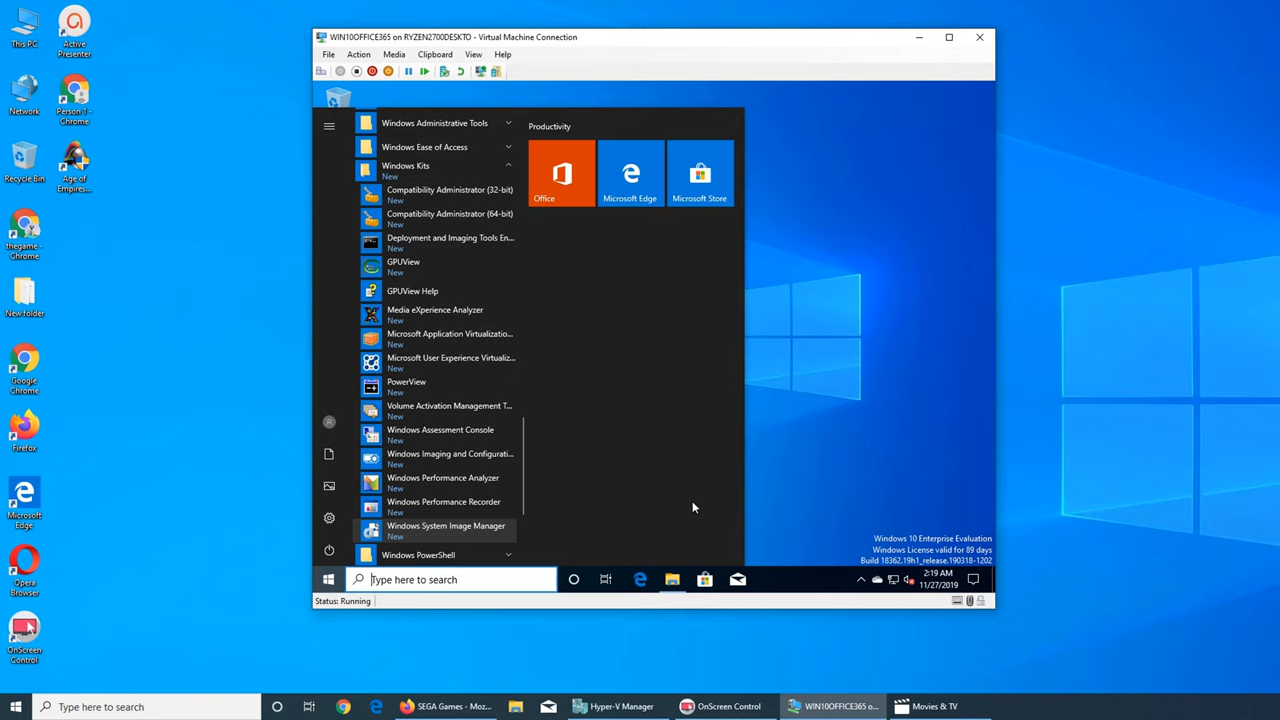 This PC
Active
Presenter
Network
Person 1 -
Chrome
Recycle Bin
Age of
Empires...
thegame -
Chrome
New folder
Google
Chrome
Firefox
Microsoft
Edge
Opera
Browser
OnScreen
Control
WIN10OFFICE365 on RYZEN2700DESKTO - Virtual Machine Connection
File Action Media Clipboard View Help
Windows Administrative Tools
Windows Ease of Access
Windows Kits
New
Compatibility Administrator (32-bit)
New
Compatibility Administrator (64-bit)
New
Deployment and Imaging Tools En...
New
GPUView
New
GPUView Help
Media eXperience Analyzer
New
Microsoft Application Virtualizatio...
New
Microsoft User Experience Virtualiz...
New
PowerView
New
Volume Activation Management T...
New
Windows Assessment Console
New
Windows Imaging and Configurati...
New
Windows Performance Analyzer
New
Windows Performance Recorder
New
Windows System Image Manager
New
Windows PowerShell
Productivity
Office
Microsoft Edge
Microsoft Store
Windows 10 Enterprise Evaluation
Windows License valid for 89 days
Build 18362.19h1_release.190318-1202
Type here to search
2:19 AM
11/27/2019
Status: Running
Type here to search
SEGA Games - Moz...
Hyper-V Manager
OnScreen Control
WIN10OFFICE365 o...
Movies & TV